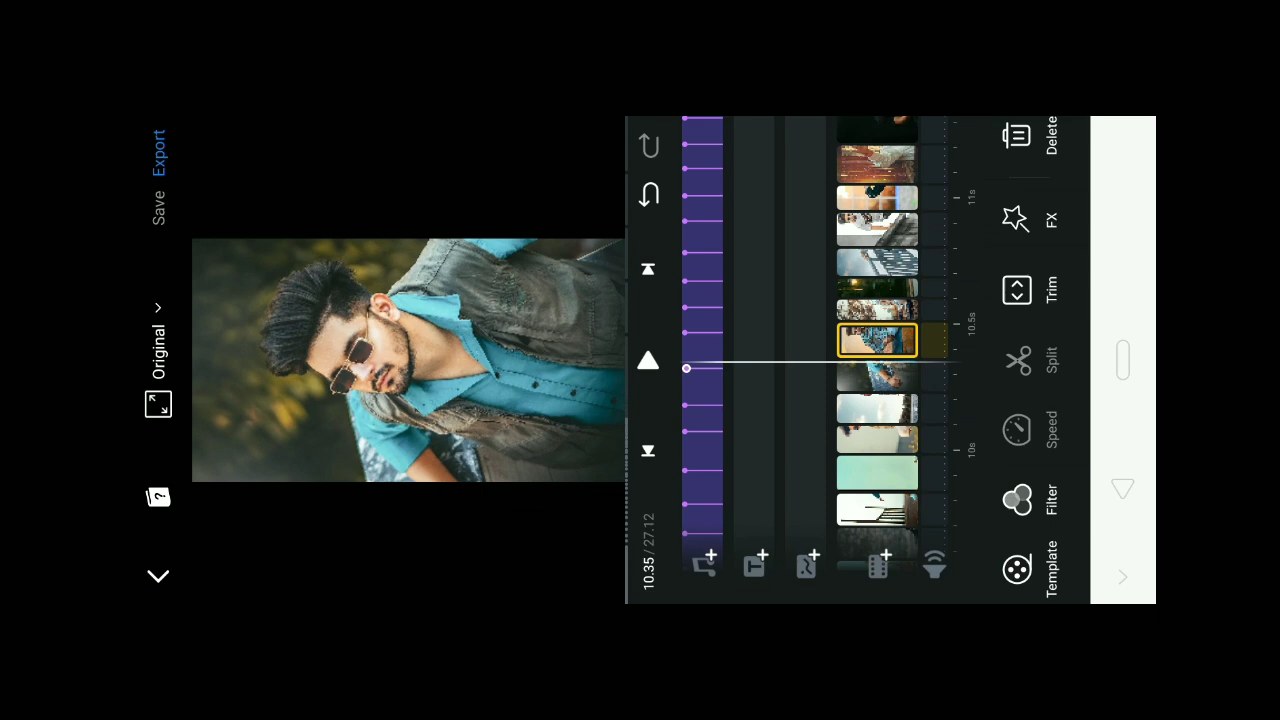 Original
Save
Export
10.35 / 27.12
10s
10.5s
11s
Template
Filter
Speed
Split
Trim
FX
Delete